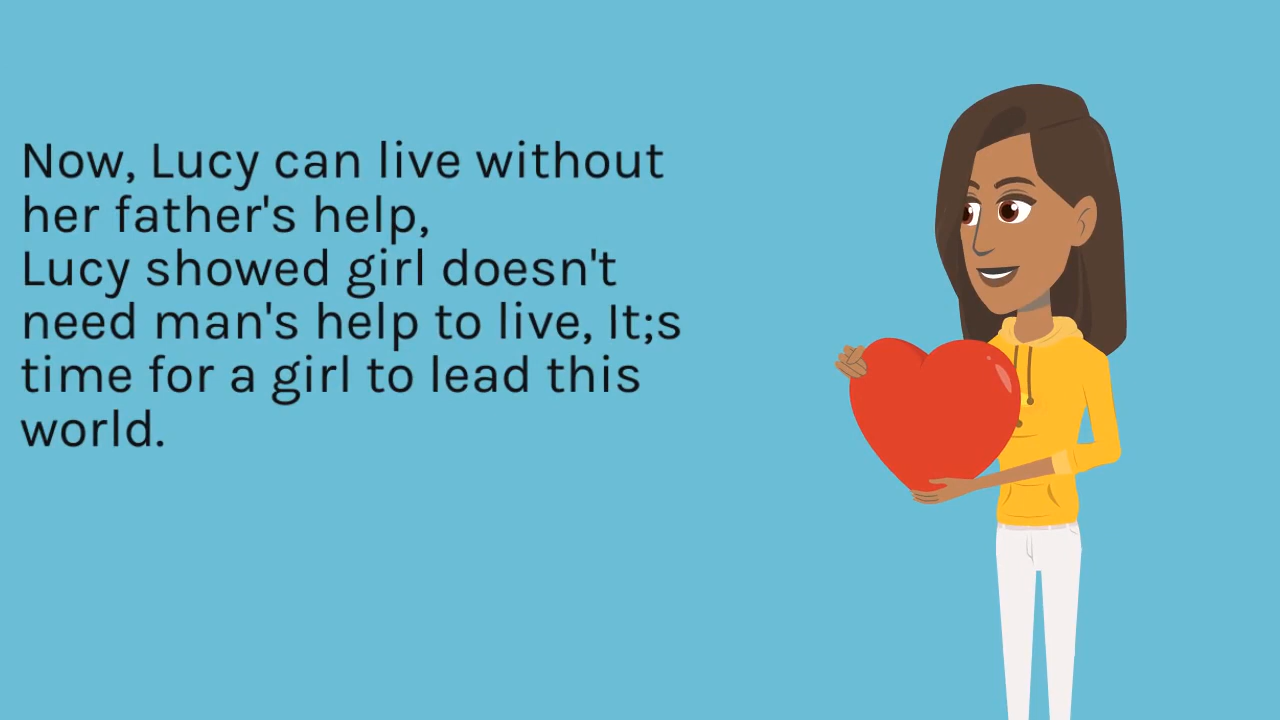 Now, Lucy can live without
her father's help,
Lucy showed girl doesn't
need man's help to live, It;s
time for a girl to lead this
world.